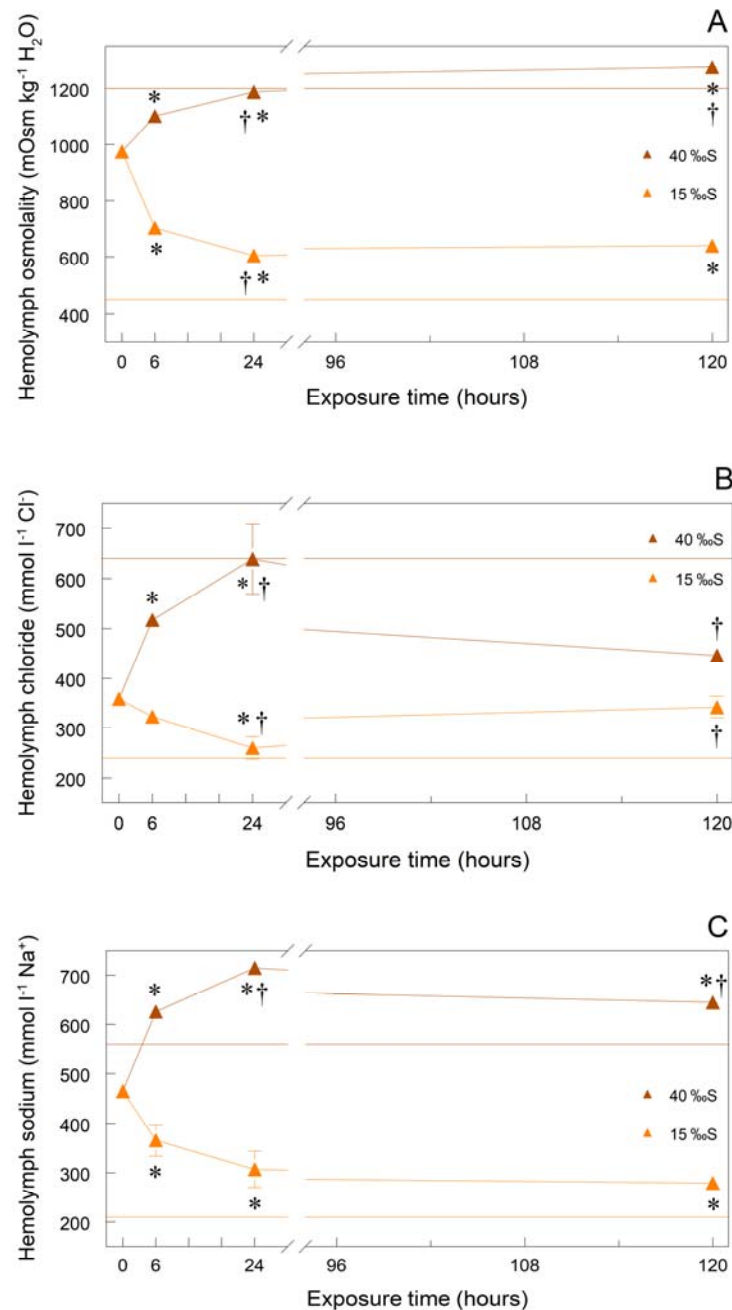 A
Hemolymph osmolality (mOsm kg⁻¹ H₂O)
1200
1000
800
600
400
*
†*
*
†
*
†*
*
▲ 40 ‰S
▲ 15 ‰S
0 6 24 96 108 120
Exposure time (hours)
B
Hemolymph chloride (mmol l⁻¹ Cl⁻)
700
600
500
400
300
200
*
*†
†
*†
†
▲ 40 ‰S
▲ 15 ‰S
0 6 24 96 108 120
Exposure time (hours)
C
Hemolymph sodium (mmol l⁻¹ Na⁺)
700
600
500
400
300
200
*
*†
*†
*
*
*
▲ 40 ‰S
▲ 15 ‰S
0 6 24 96 108 120
Exposure time (hours)